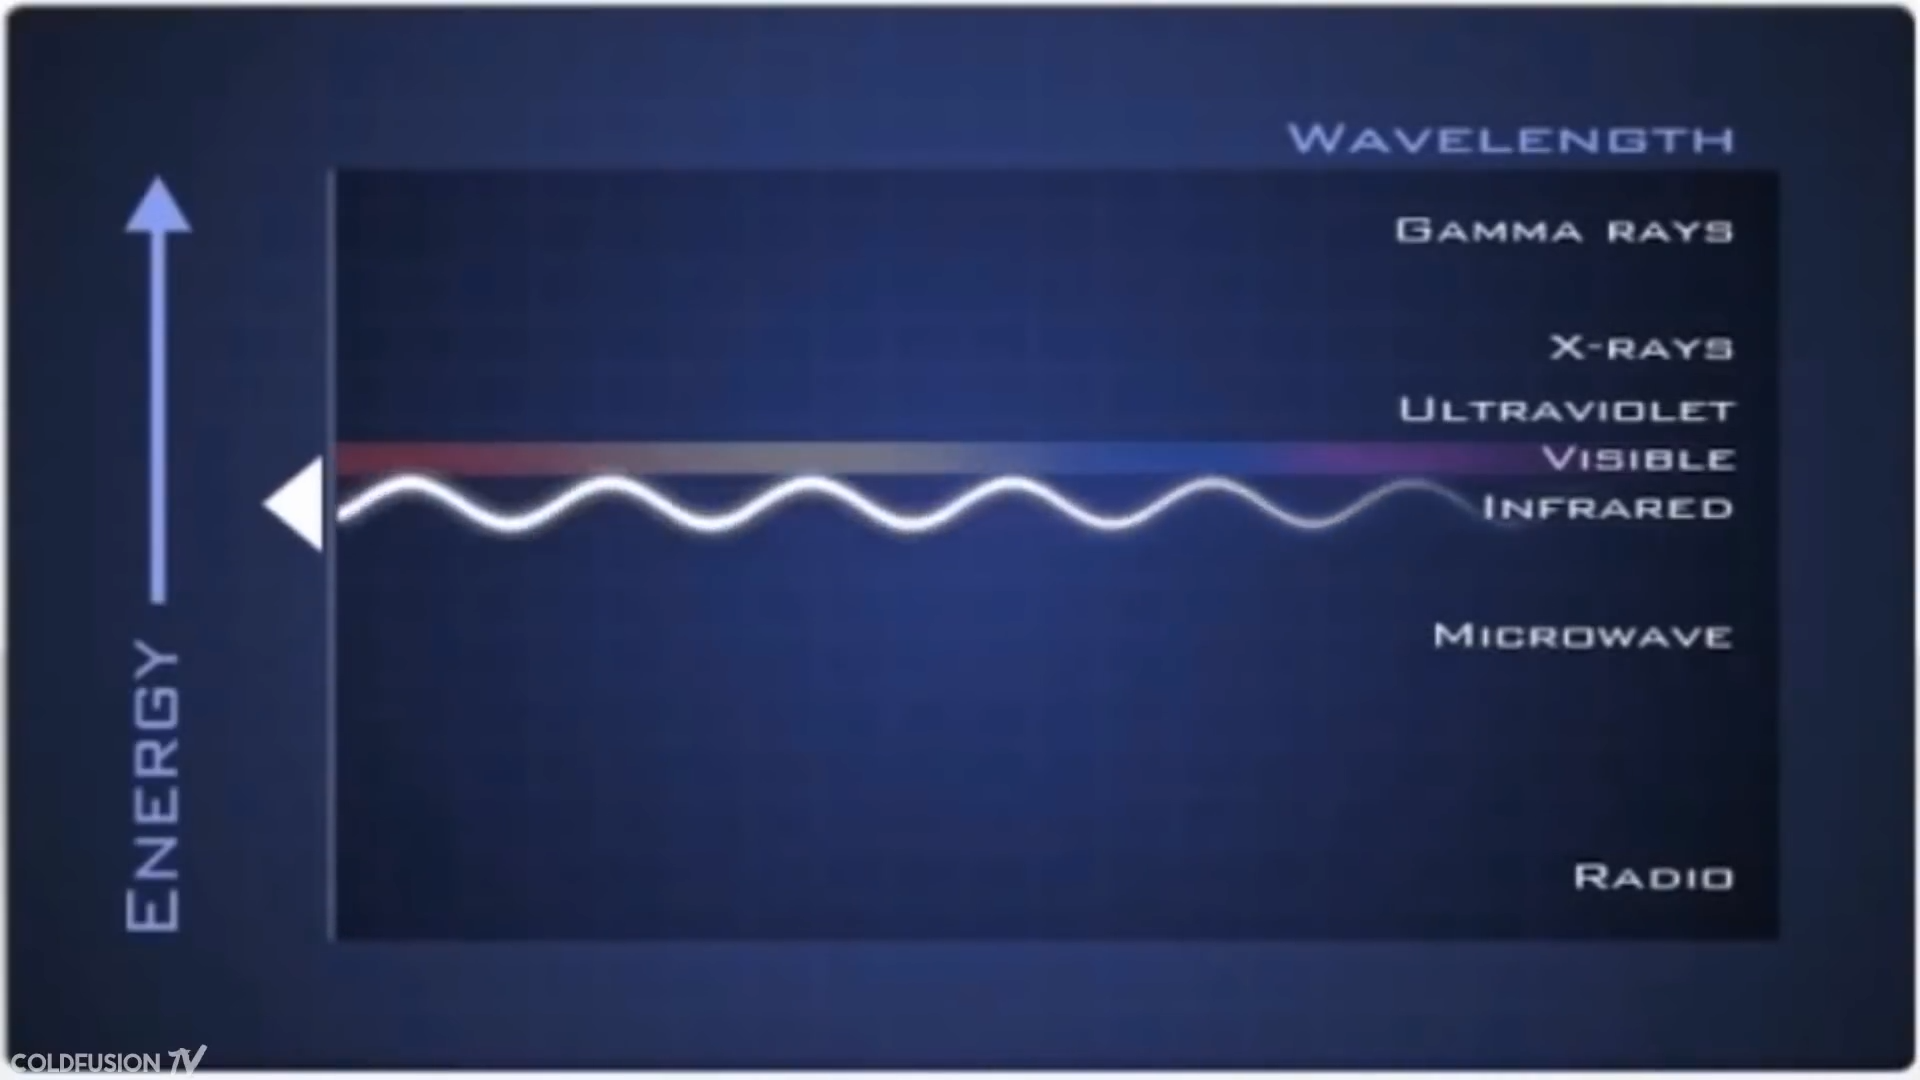 WAVELENGTH
GAMMA RAYS
X-RAYS
ULTRAVIOLET
VISIBLE
INFRARED
MICROWAVE
RADIO
ENERGY
COLDFUSION TV